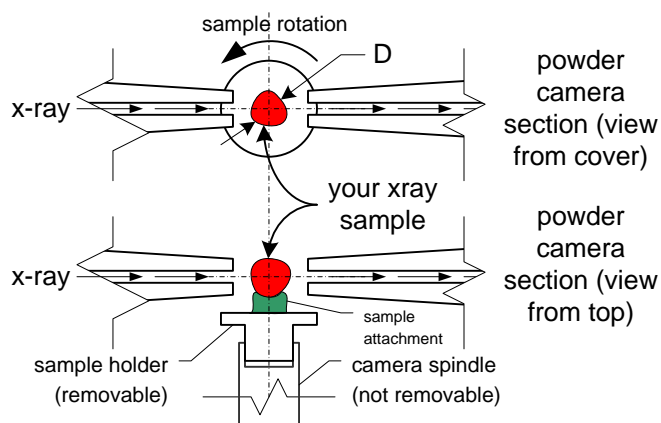 sample rotation
D
x-ray
powder
camera
section (view
from cover)
your xray
sample
x-ray
powder
camera
section (view
from top)
sample
attachment
sample holder
(removable)
camera spindle
(not removable)